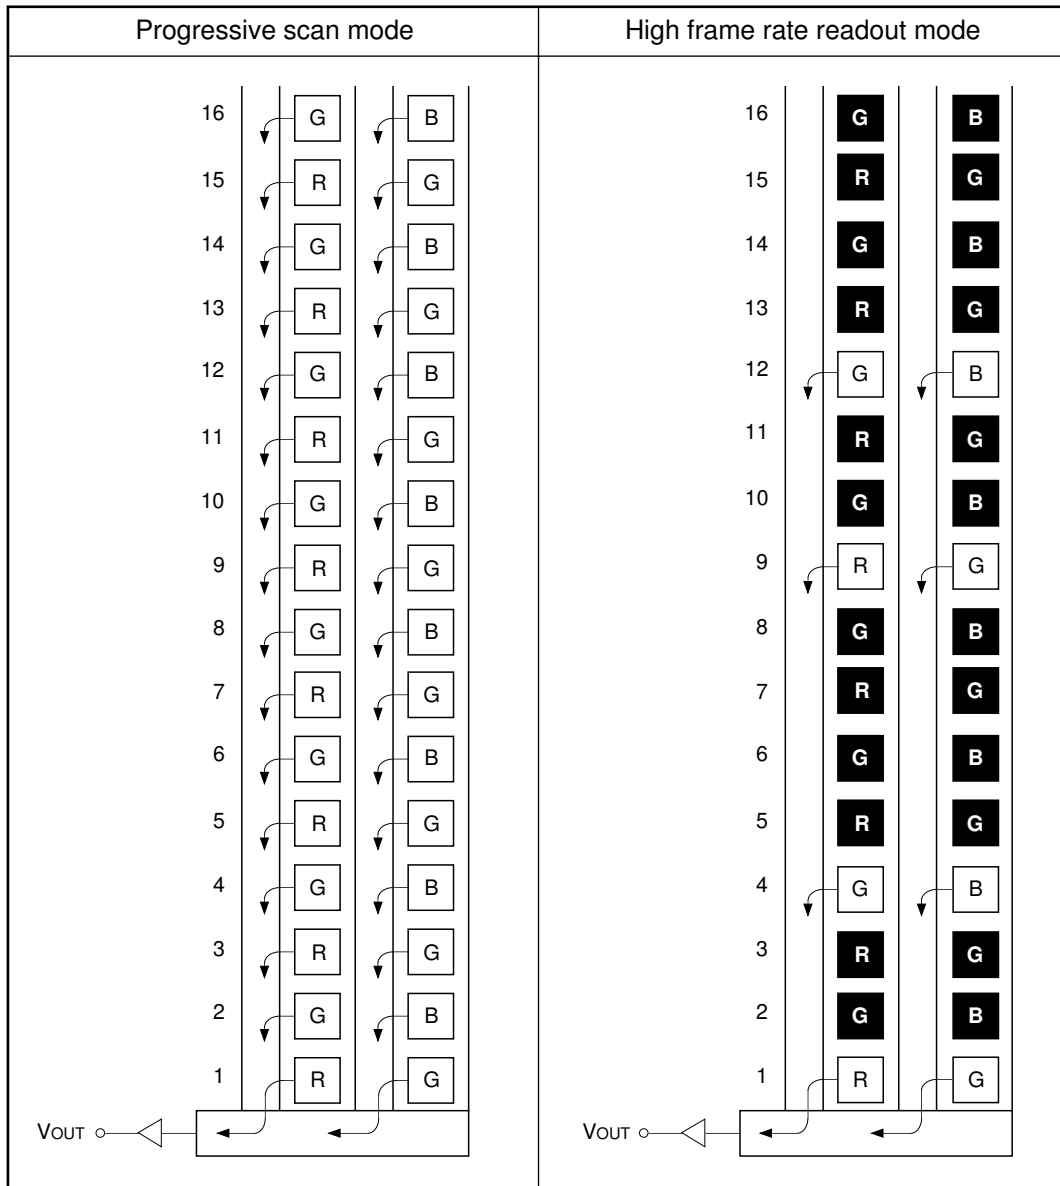 Progressive scan mode High frame rate readout mode
16 G B 16 G B
15 R G 15 R G
14 G B 14 G B
13 R G 13 R G
12 G B 12 G B
11 R G 11 R G
10 G B 10 G B
9 R G 9 R G
8 G B 8 G B
7 R G 7 R G
6 G B 6 G B
5 R G 5 R G
4 G B 4 G B
3 R G 3 R G
2 G B 2 G B
1 R G 1 R G
VOUT VOUT